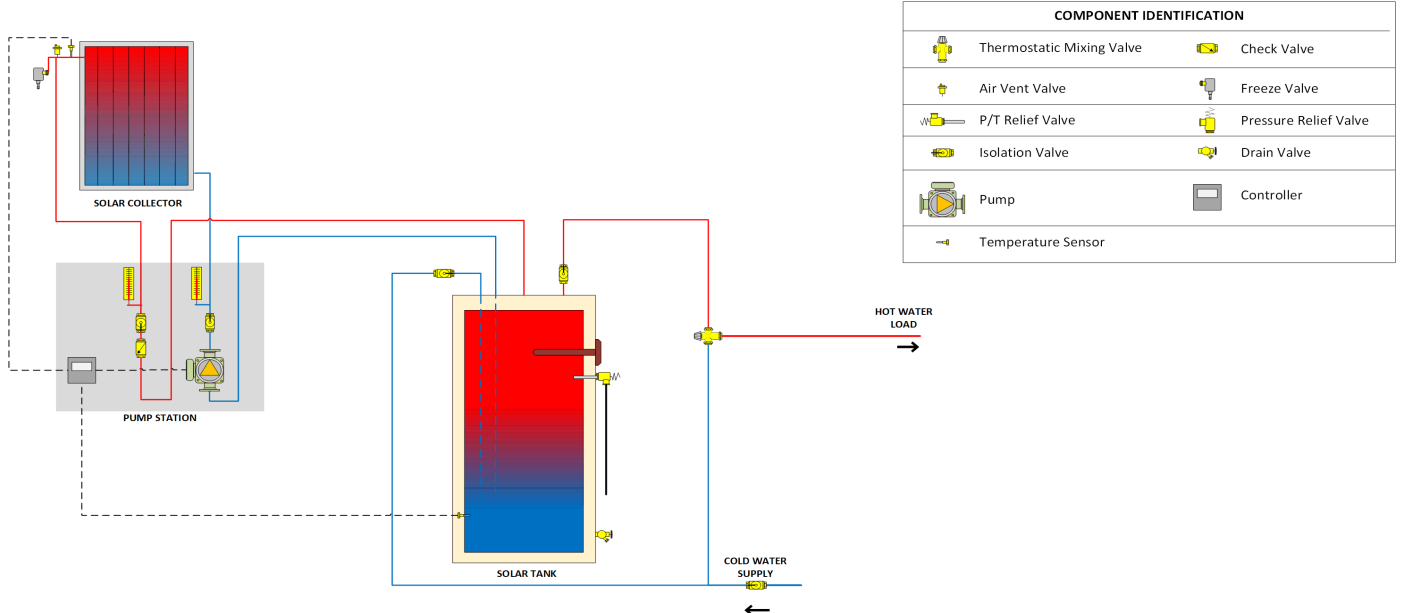 COMPONENT IDENTIFICATION
Thermostatic Mixing Valve
Check Valve
Air Vent Valve
Freeze Valve
P/T Relief Valve
Pressure Relief Valve
Isolation Valve
Drain Valve
Pump
Controller
Temperature Sensor
SOLAR COLLECTOR
PUMP STATION
HOT WATER
LOAD
SOLAR TANK
COLD WATER
SUPPLY